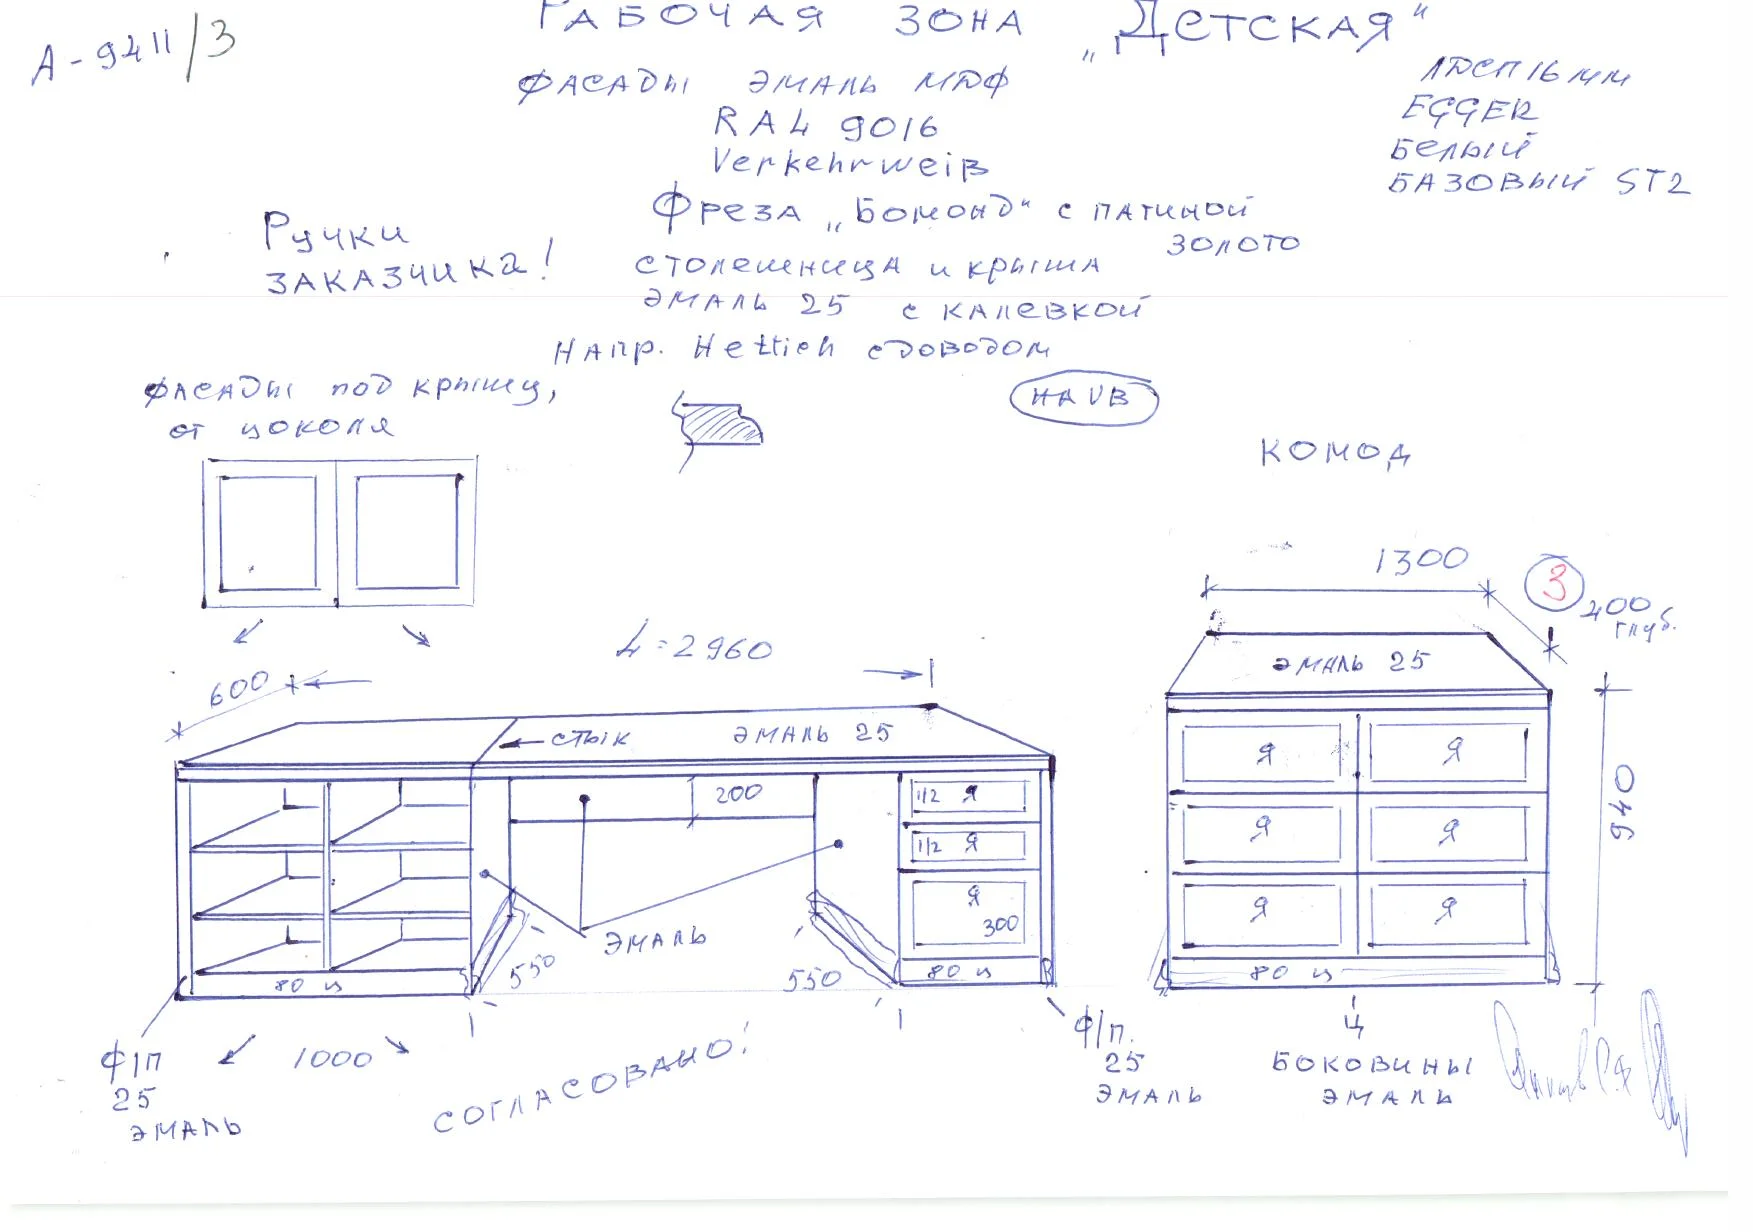 А-9411/3
РАБОЧАЯ ЗОНА „ДЕТСКАЯ“
ФАСАДЫ ЭМАЛЬ МДФ
RAL 9016
Verkehrweiß
ЛДСП 16 мм
EGGER
БЕЛЫЙ
БАЗОВЫЙ ST2
ФРЕЗА „БОМОНД“ С ПАТИНОЙ
ЗОЛОТО
РУЧКИ
ЗАКАЗЧИКА!
СТОЛЕШНИЦА И КРЫША
ЭМАЛЬ 25 С КАЛЕВКОЙ
НАПР. Hettich с доводом
ФАСАДЫ ПОД КРЫШУ,
ОТ ЦОКОЛЯ
КОМОД
1300
3
400
глуб.
L=2960
600
ЭМАЛЬ 25
СТЫК
ЭМАЛЬ 25
200
1/2 Я
1/2 Я
Я
300
Я Я
Я Я
Я Я
940
ЭМАЛЬ
550
550
80 ц
80 ц
80 ц
Ф/П
25
ЭМАЛЬ
1000
СОГЛАСОВАНО!
Ф/П.
25
ЭМАЛЬ
Ц
БОКОВИНЫ
ЭМАЛЬ